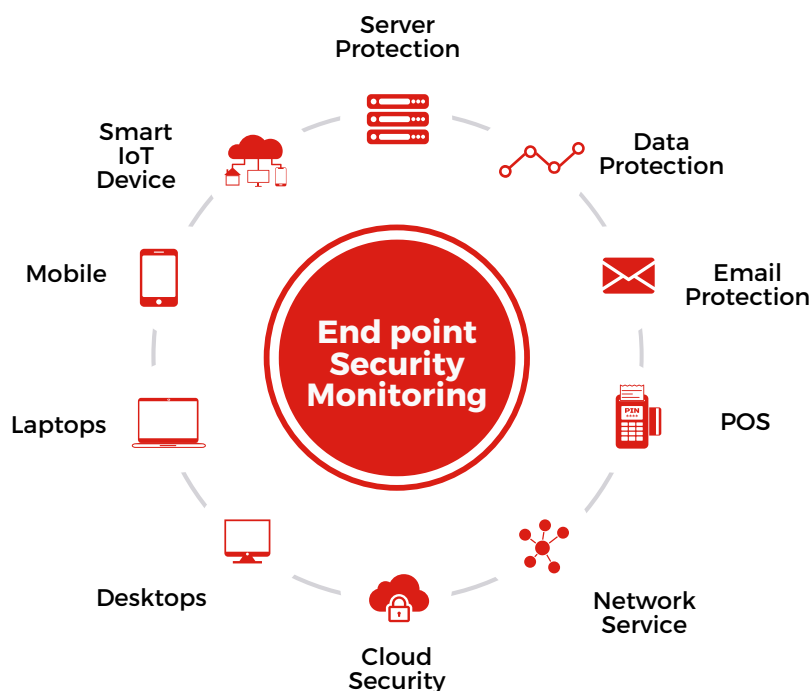 Server
Protection
Smart
IoT
Device
Data
Protection
Mobile
Email
Protection
End point
Security
Monitoring
Laptops
PIN
POS
Desktops
Network
Service
Cloud
Security